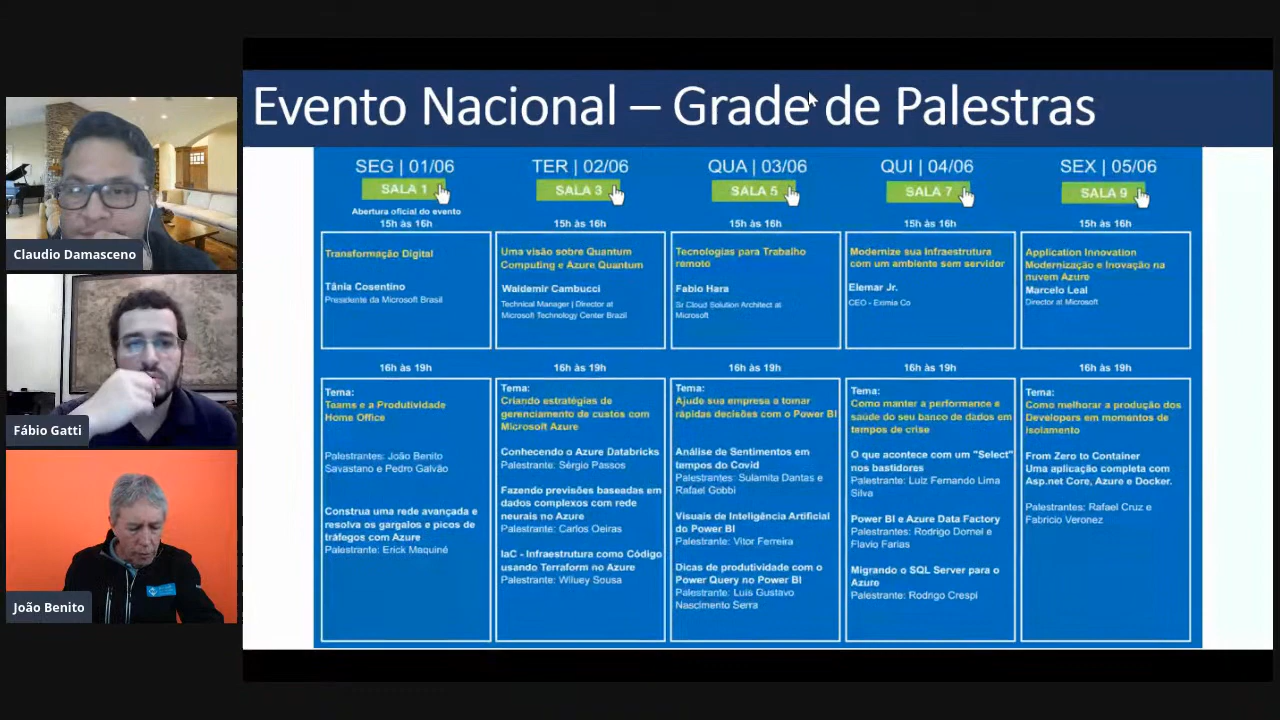 Evento Nacional – Grade de Palestras
SEG | 01/06
SALA 1
Abertura oficial do evento
15h às 16h
Transformação Digital
Tânia Cosentino
Presidente da Microsoft Brasil
16h às 19h
Tema:
Teams e a Produtividade
Home Office
Palestrantes: João Benito
Savastano e Pedro Galvão
Construa uma rede avançada e
resolva os gargalos e picos de
tráfegos com Azure
Palestrante: Erick Maquiné
TER | 02/06
SALA 3
15h às 16h
Uma visão sobre Quantum
Computing e Azure Quantum
Waldemir Cambucci
Technical Manager | Director at
Microsoft Technology Center Brazil
16h às 19h
Tema:
Criando estratégias de
gerenciamento de custos com
Microsoft Azure
Conhecendo o Azure Databricks
Palestrante: Sérgio Passos
Fazendo previsões baseadas em
dados complexos com rede
neurais no Azure
Palestrante: Carlos Oeiras
IaC - Infraestrutura como Código
usando Terraform no Azure
Palestrante: Wiluey Sousa
QUA | 03/06
SALA 5
15h às 16h
Tecnologias para Trabalho
remoto
Fabio Hara
Sr Cloud Solution Architect at
Microsoft
16h às 19h
Tema:
Ajude sua empresa a tomar
rápidas decisões com o Power BI
Análise de Sentimentos em
tempos do Covid
Palestrantes: Sulamita Dantas e
Rafael Gobbi
Visuais de Inteligência Artificial
do Power BI
Palestrante: Vitor Ferreira
Dicas de produtividade com o
Power Query no Power BI
Palestrante: Luis Gustavo
Nascimento Serra
QUI | 04/06
SALA 7
15h às 16h
Modernize sua infraestrutura
com um ambiente sem servidor
Elemar Jr.
CEO - Eximia Co
16h às 19h
Tema:
Como manter a performance e
saúde do seu banco de dados em
tempos de crise
O que acontece com um "Select"
nos bastidores
Palestrante: Luiz Fernando Lima
Silva
Power BI e Azure Data Factory
Palestrantes: Rodrigo Dornel e
Flavio Farias
Migrando o SQL Server para o
Azure
Palestrante: Rodrigo Crespi
SEX | 05/06
SALA 9
15h às 16h
Application Innovation
Modernização e Inovação na
nuvem Azure
Marcelo Leal
Director at Microsoft
16h às 19h
Tema:
Como melhorar a produção dos
Developers em momentos de
isolamento
From Zero to Container
Uma aplicação completa com
Asp.net Core, Azure e Docker.
Palestrantes: Rafael Cruz e
Fabricio Veronez
Claudio Damasceno
Fábio Gatti
João Benito